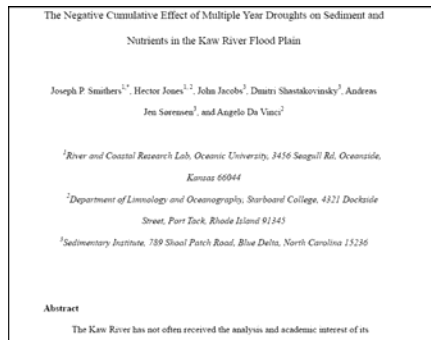 The Negative Cumulative Effect of Multiple Year Droughts on Sediment and
Nutrients in the Kaw River Flood Plain
Joseph P. Smithers1,*, Hector Jones1, 2, John Jacobs3, Dmitri Shastakovinsky3, Andreas
Jen Sørensen3, and Angelo Da Vinci2
1River and Coastal Research Lab, Oceanic University, 3456 Seagull Rd, Oceanside,
Kansas 66044
2Department of Limnology and Oceanography, Starboard College, 4321 Dockside
Street, Port Tack, Rhode Island 91345
3Sedimentary Institute, 789 Shoal Patch Road, Blue Delta, North Carolina 15236
Abstract
The Kaw River has not often received the analysis and academic interest of its